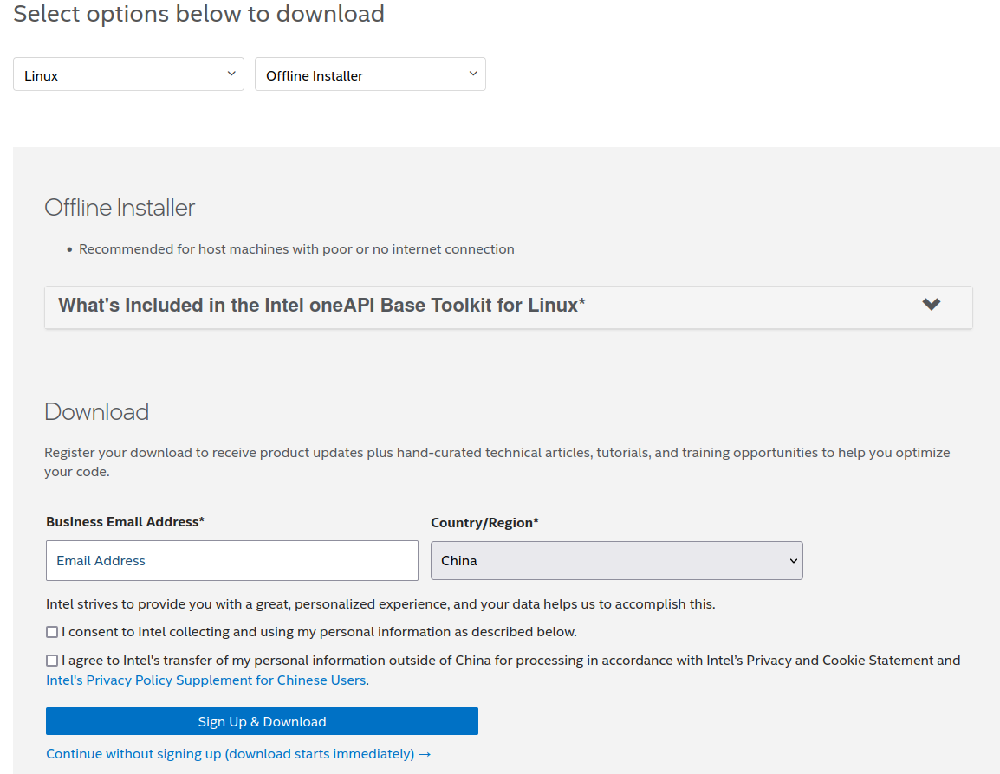 Select options below to download
Linux
Offline Installer
Offline Installer
• Recommended for host machines with poor or no internet connection
What's Included in the Intel oneAPI Base Toolkit for Linux*
Download
Register your download to receive product updates plus hand-curated technical articles, tutorials, and training opportunities to help you optimize
your code.
Business Email Address*
Country/Region*
Email Address
China
Intel strives to provide you with a great, personalized experience, and your data helps us to accomplish this.
I consent to Intel collecting and using my personal information as described below.
I agree to Intel's transfer of my personal information outside of China for processing in accordance with Intel’s Privacy and Cookie Statement and
Intel's Privacy Policy Supplement for Chinese Users.
Sign Up & Download
Continue without signing up (download starts immediately) →